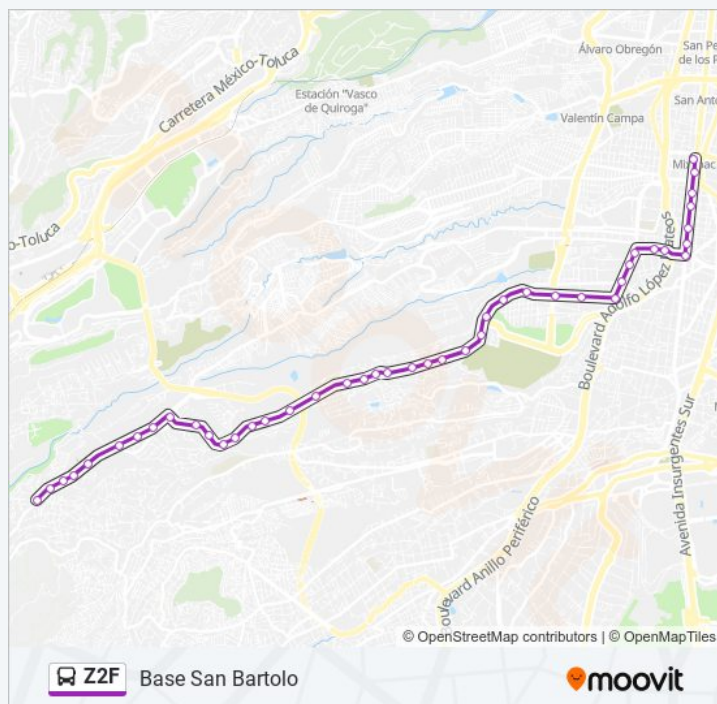 Álvaro Obregón
San Pe
de los P
Carretera México-Toluca
Estación "Vasco
de Quiroga"
Valentín Campa
San Anto
Mixcoac
o-Toluca
Boulevard Adolfo López Mateos
Avenida Insurgentes Sur
Boulevard Anillo Periférico
© OpenStreetMap contributors | © OpenMapTiles
Z2F Base San Bartolo
moovit